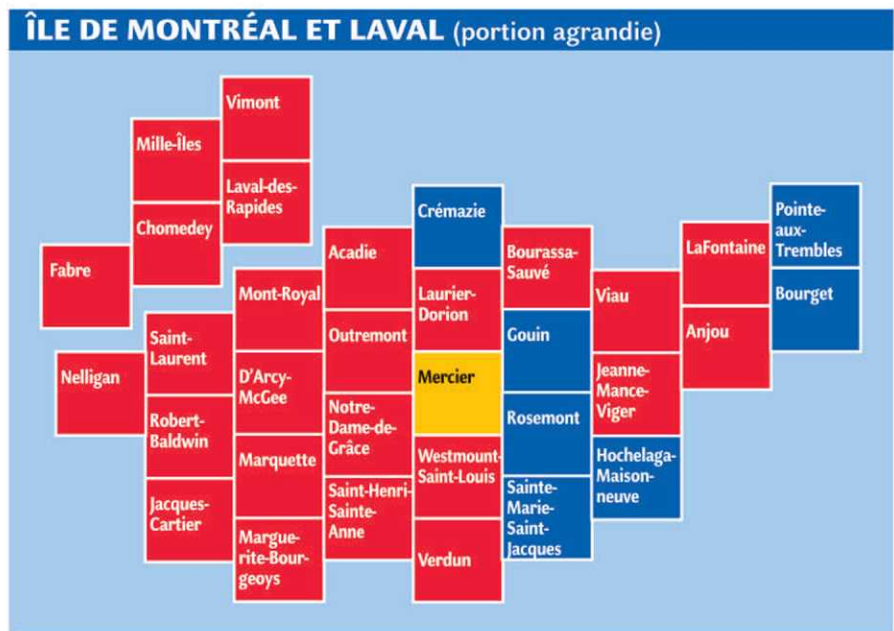 ÎLE DE MONTRÉAL ET LAVAL (portion agrandie)
Vimont
Mille-Îles
Laval-des-
Rapides
Chomedey
Fabre
Crémazie
Pointe-
aux-
Trembles
Acadie
Bourassa-
Sauvé
LaFontaine
Mont-Royal
Laurier-
Dorion
Viau
Bourget
Saint-
Laurent
Outremont
Gouin
Anjou
Nelligan
D'Arcy-
McGee
Mercier
Jeanne-
Mance-
Viger
Robert-
Baldwin
Notre-
Dame-de-
Grâce
Rosemont
Marquette
Westmount-
Saint-Louis
Hochelaga-
Maison-
neuve
Jacques-
Cartier
Saint-Henri-
Sainte-
Anne
Sainte-
Marie-
Saint-
Jacques
Margue-
rite-Bour-
geoys
Verdun